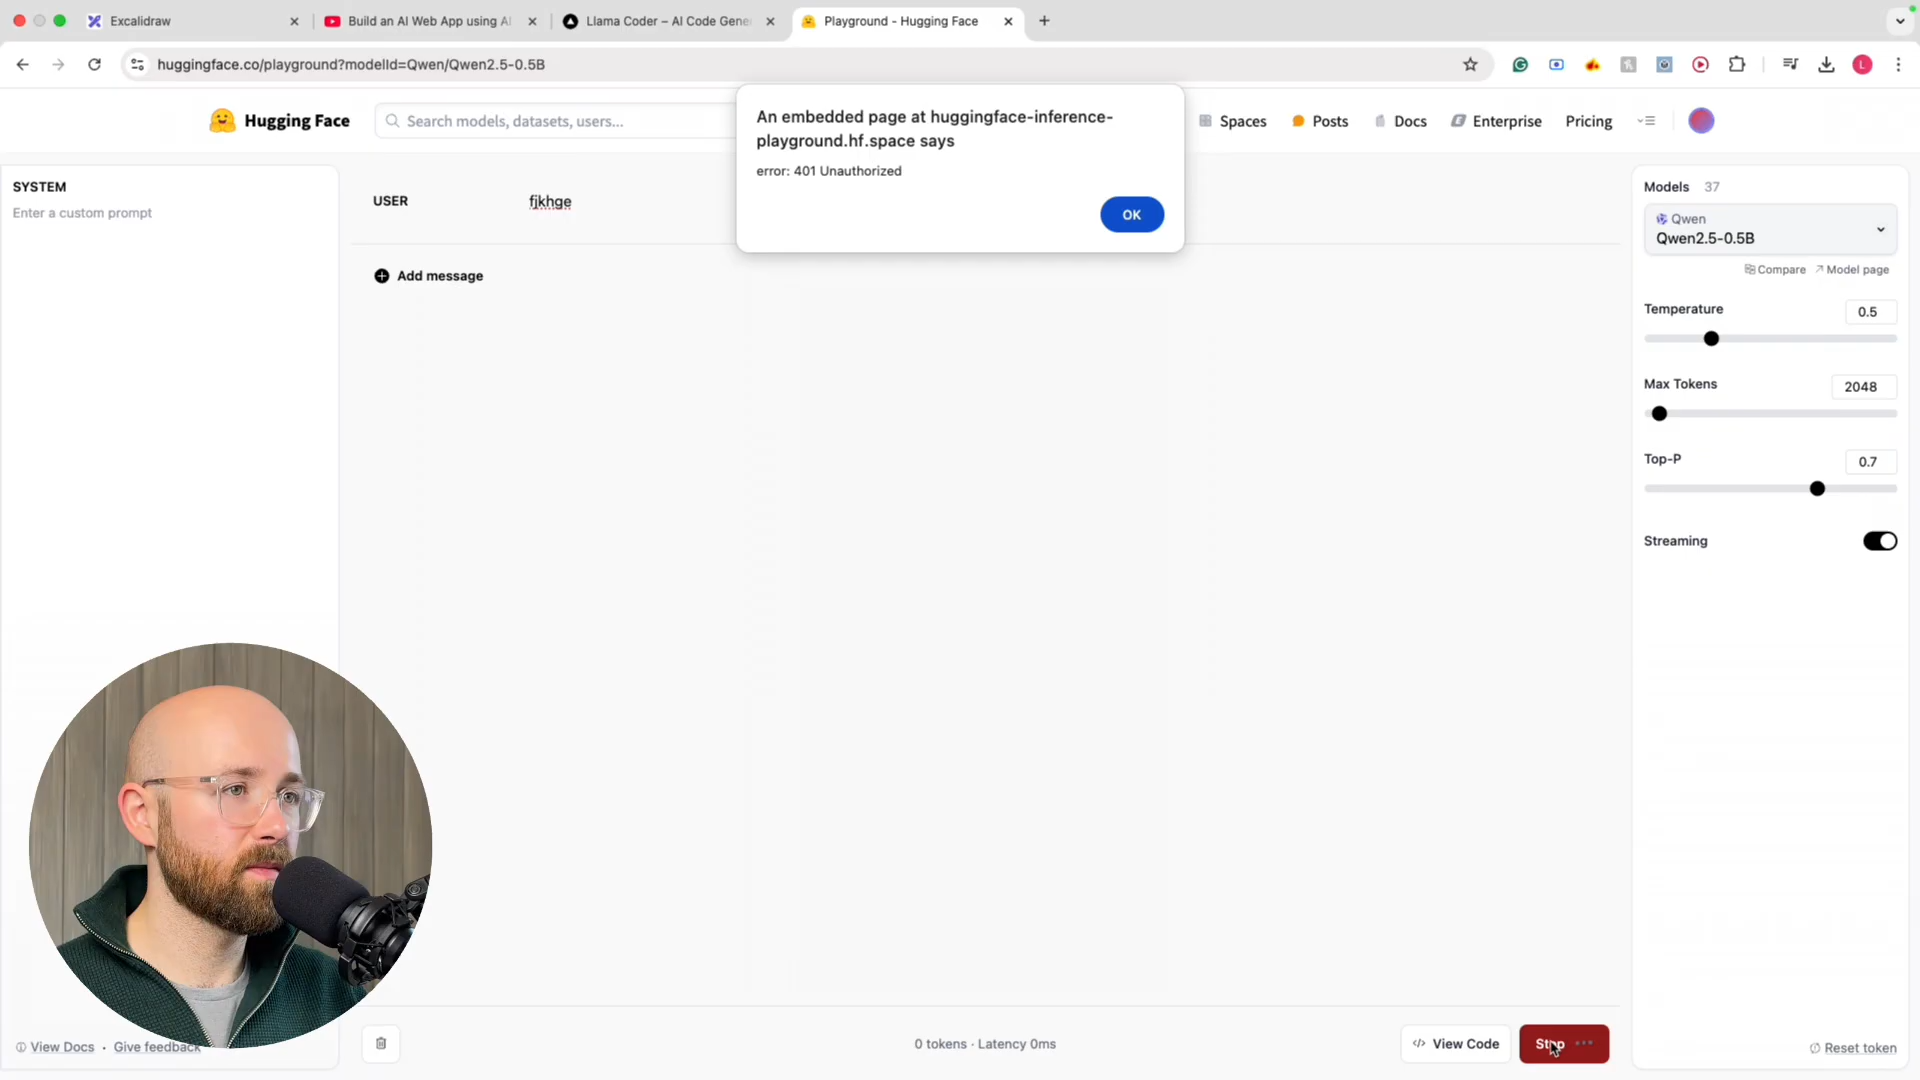 Excalidraw
Build an AI Web App using AI
Llama Coder – AI Code Gene
Playground - Hugging Face
huggingface.co/playground?modelId=Qwen/Qwen2.5-0.5B
L
Hugging Face
Search models, datasets, users...
Spaces
Posts
Docs
Enterprise
Pricing
An embedded page at huggingface-inference-
playground.hf.space says
error: 401 Unauthorized
OK
SYSTEM
Enter a custom prompt
USER
fjkhge
Add message
Models 37
Qwen
Qwen2.5-0.5B
Compare
Model page
Temperature
0.5
Max Tokens
2048
Top-P
0.7
Streaming
View Docs · Give feedback
0 tokens · Latency 0ms
</> View Code
Stop
Reset token